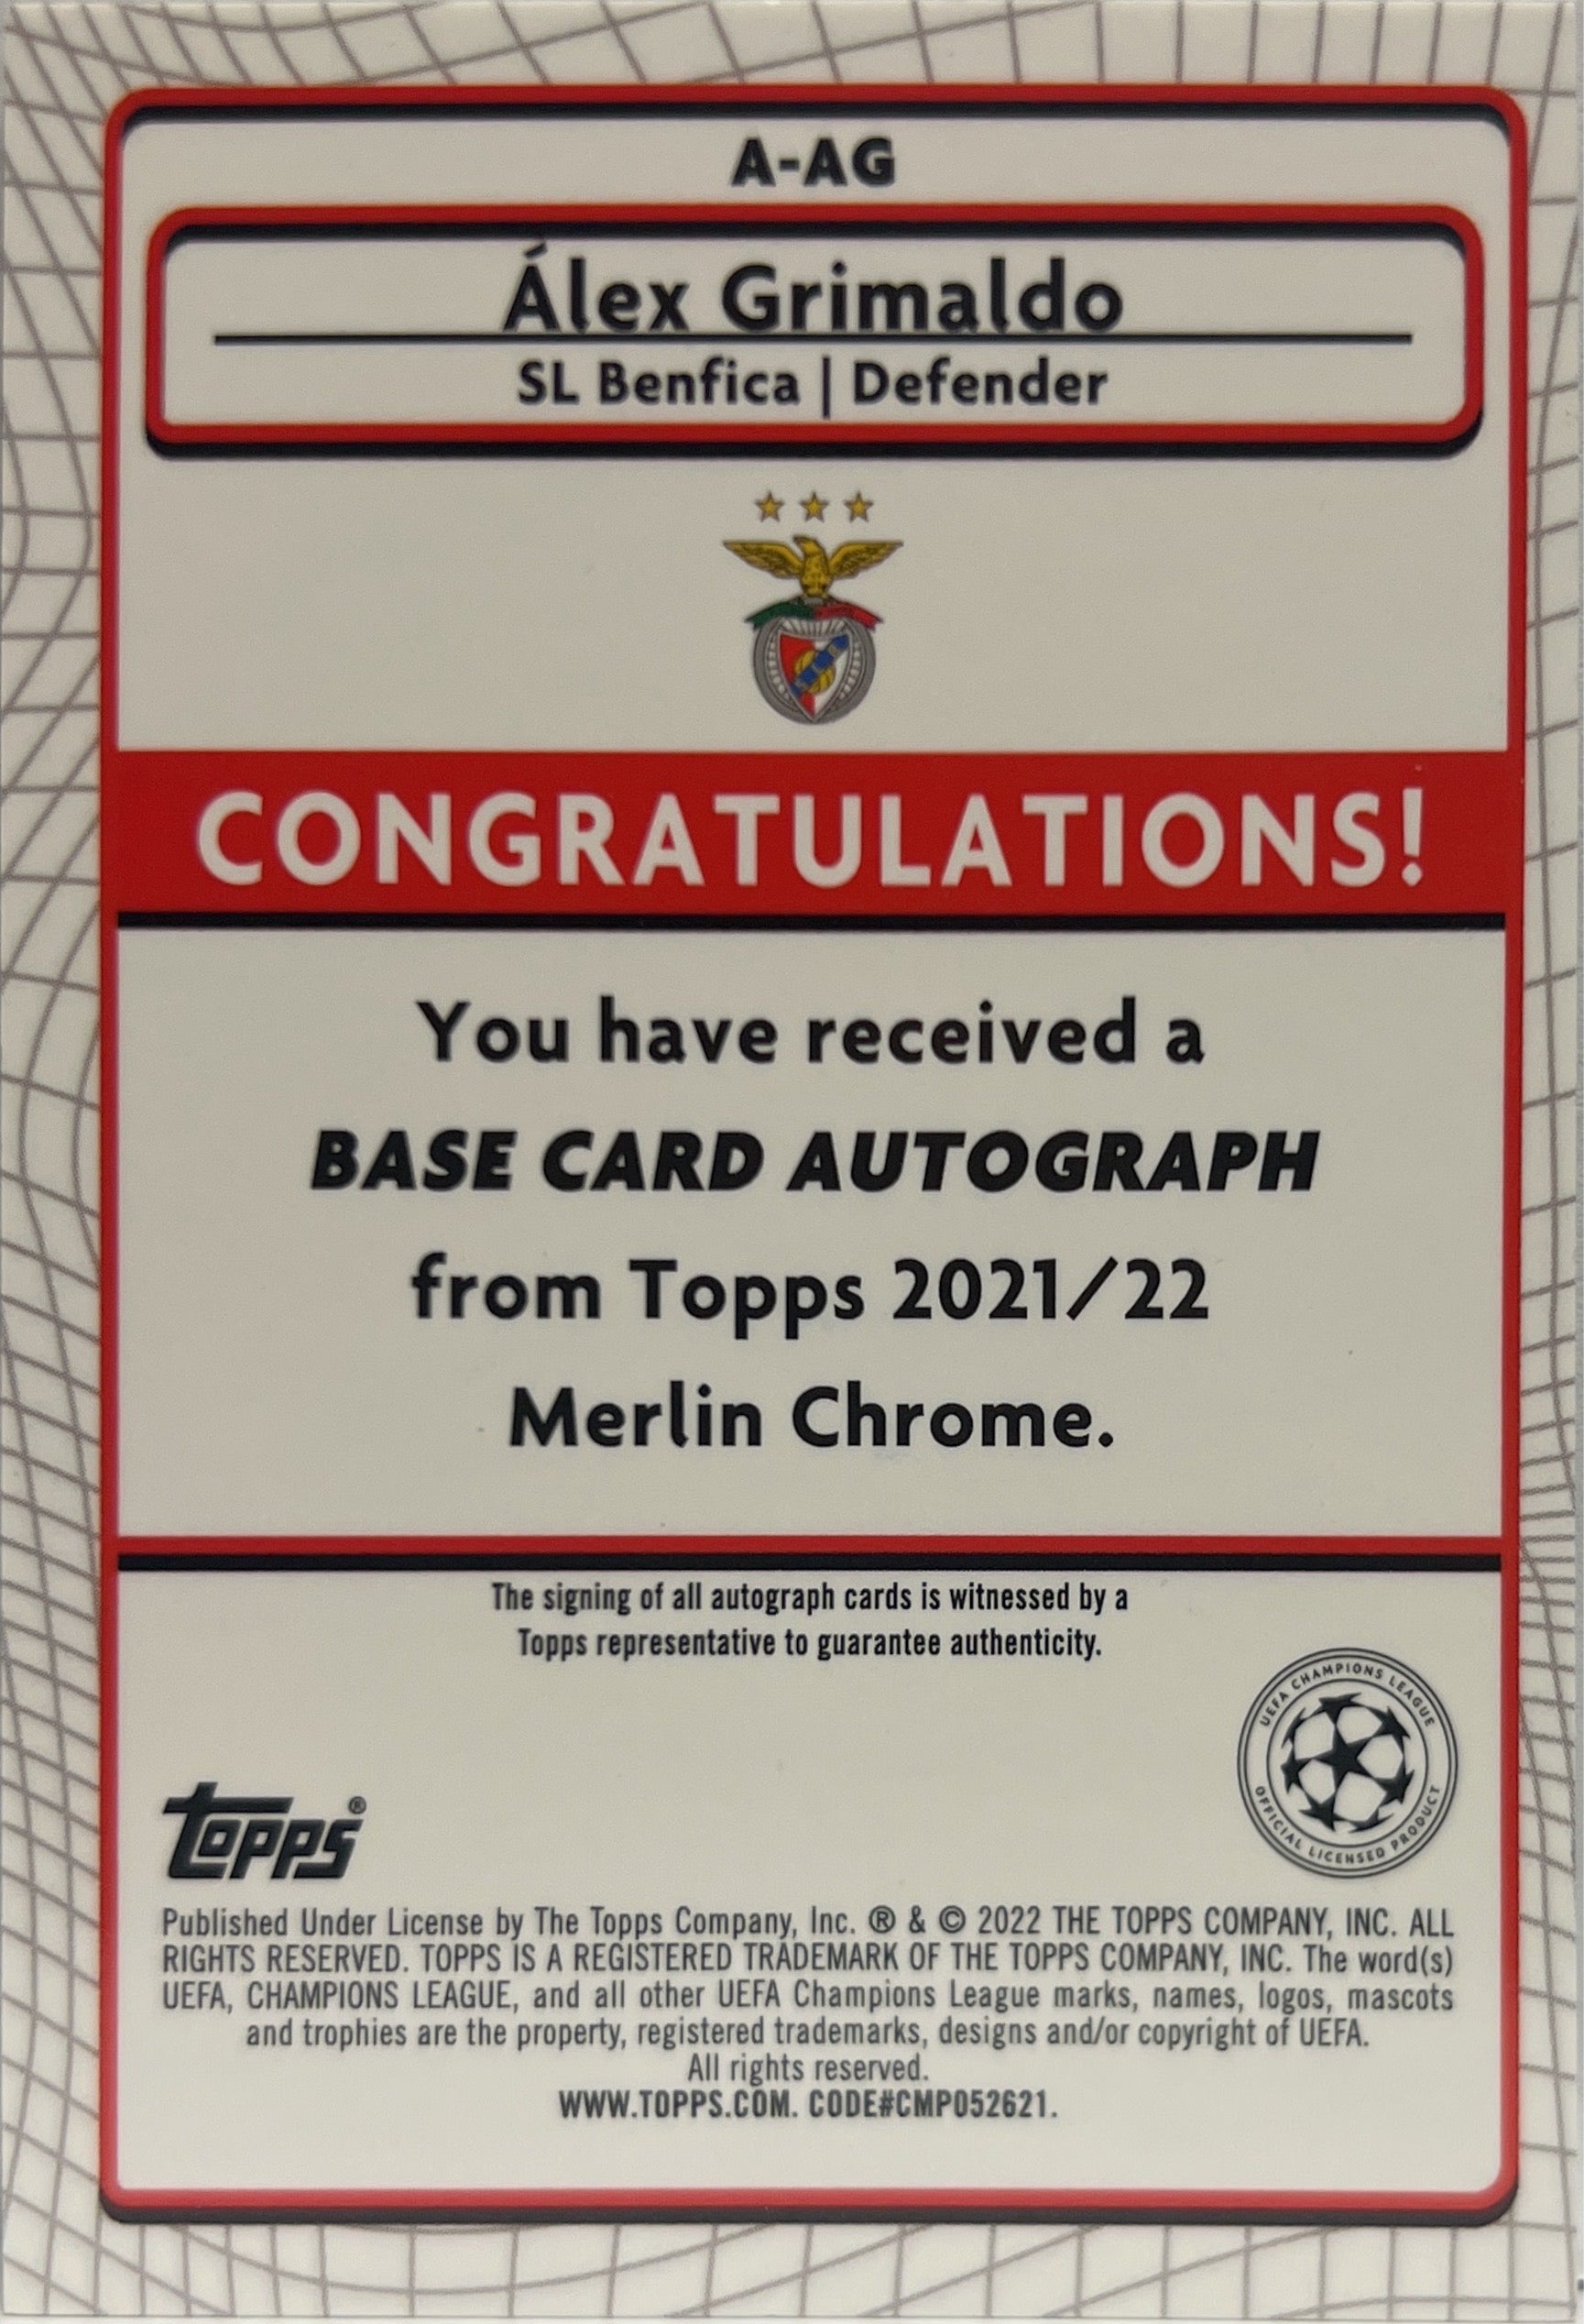 A-AG
Álex Grimaldo
SL Benfica | Defender
CONGRATULATIONS!
You have received a
BASE CARD AUTOGRAPH
from Topps 2021/22
Merlin Chrome.
The signing of all autograph cards is witnessed by a
Topps representative to guarantee authenticity.
UEFA CHAMPIONS LEAGUE
OFFICIAL LICENSED PRODUCT
Topps®
Published Under License by The Topps Company, Inc. ® & © 2022 THE TOPPS COMPANY, INC. ALL
RIGHTS RESERVED. TOPPS IS A REGISTERED TRADEMARK OF THE TOPPS COMPANY, INC. The word(s)
UEFA, CHAMPIONS LEAGUE, and all other UEFA Champions League marks, names, logos, mascots
and trophies are the property, registered trademarks, designs and/or copyright of UEFA.
All rights reserved.
WWW.TOPPS.COM. CODE#CMP052621.